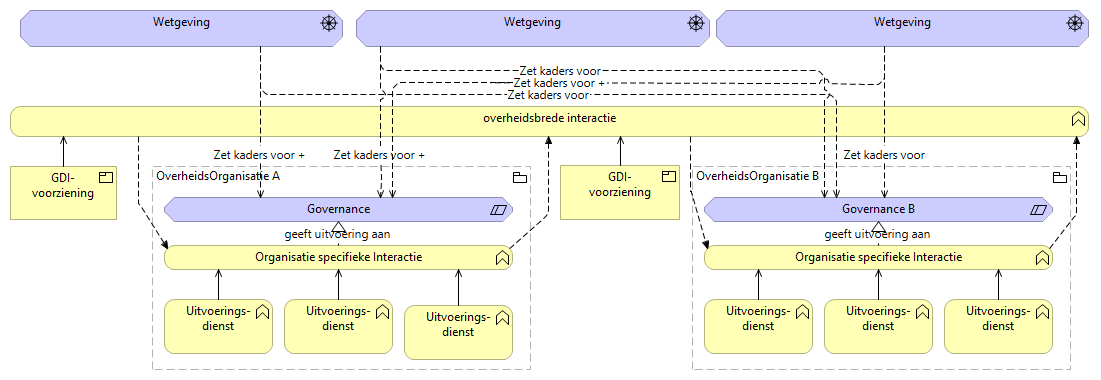 Wetgeving
Wetgeving
Wetgeving
Zet kaders voor
Zet kaders voor +
Zet kaders voor
overheidsbrede interactie
Zet kaders voor +
Zet kaders voor +
Zet kaders voor
GDI-
voorziening
OverheidsOrganisatie A
GDI-
voorziening
OverheidsOrganisatie B
Governance
Governance B
geeft uitvoering aan
geeft uitvoering aan
Organisatie specifieke Interactie
Organisatie specifieke Interactie
Uitvoerings-
dienst
Uitvoerings-
dienst
Uitvoerings-
dienst
Uitvoerings-
dienst
Uitvoerings-
dienst
Uitvoerings-
dienst